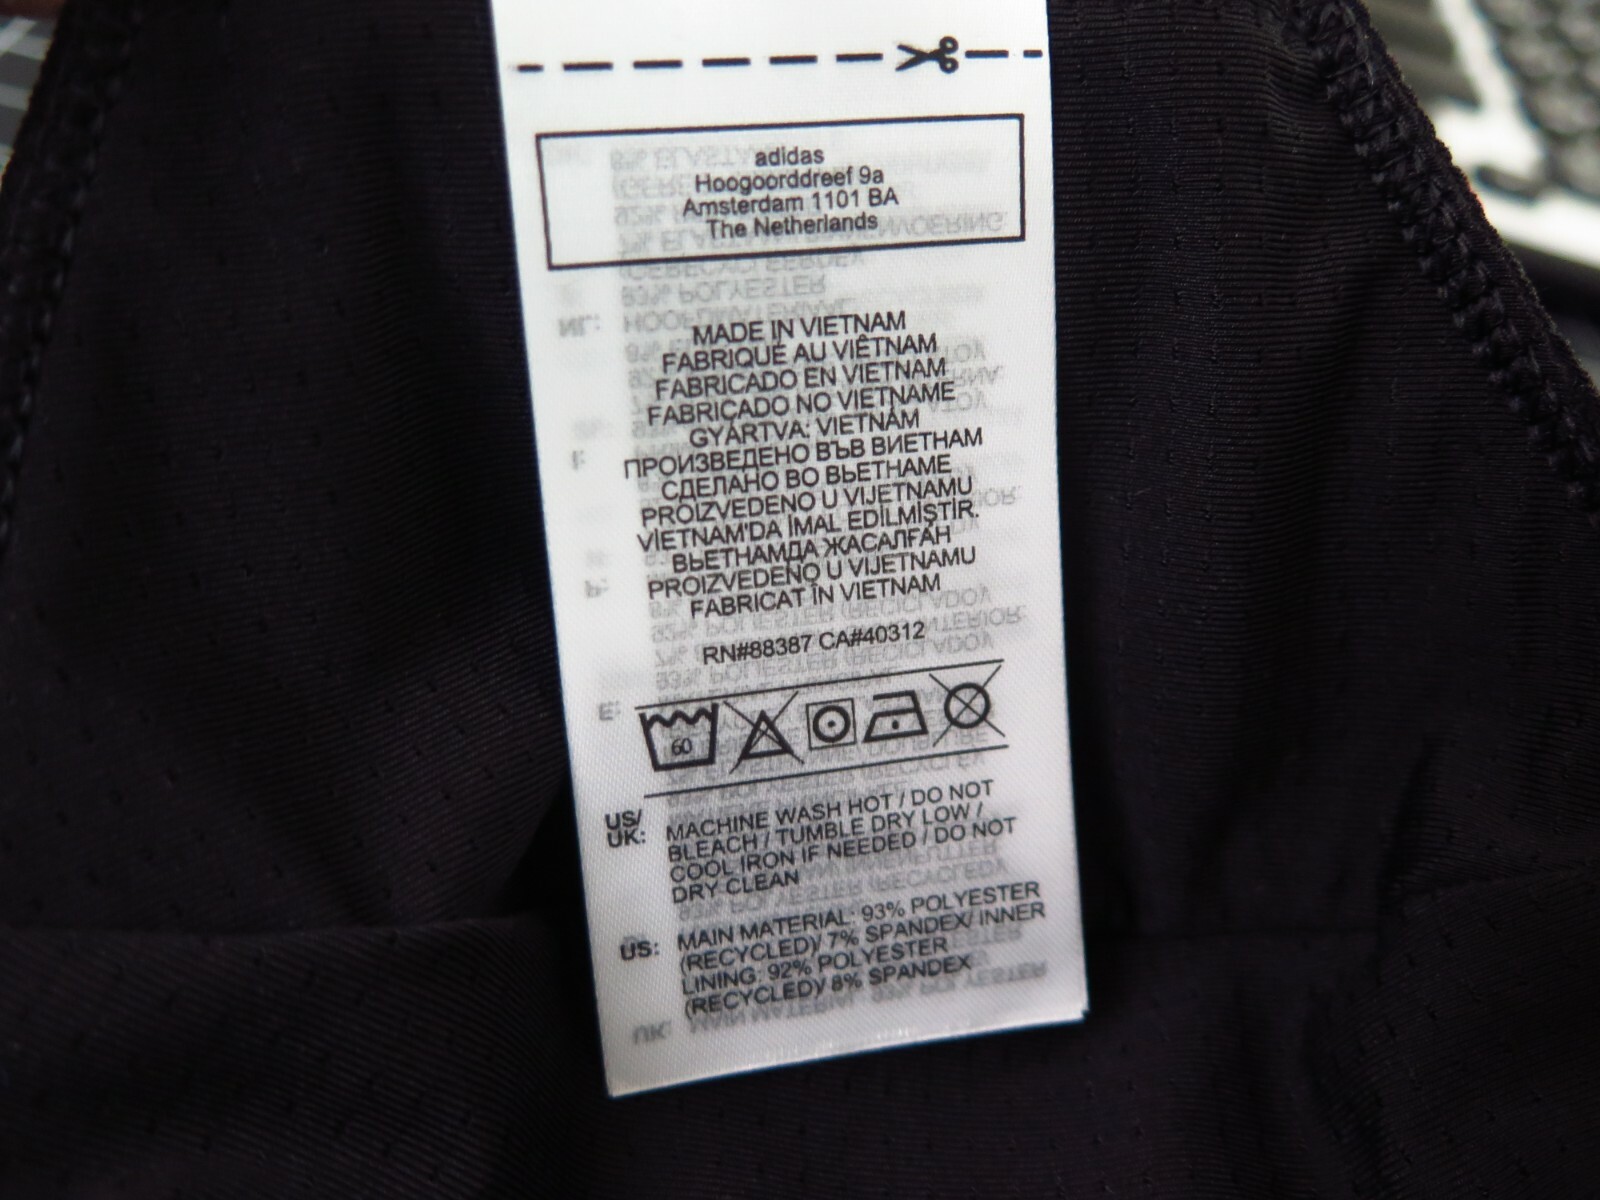 adidas
Hoogoorddreef 9a
Amsterdam 1101 BA
The Netherlands
MADE IN VIETNAM
FABRIQUÉ AU VIÊTNAM
FABRICADO EN VIETNAM
FABRICADO NO VIETNAME
GYÁRTVA: VIETNÁM
ПРОИЗВЕДЕНО ВЪВ ВИЕТНАМ
СДЕЛАНО ВО ВЬЕТНАМЕ
PROIZVEDENO U VIJETNAMU
VİETNAM'DA İMAL EDİLMİŞTİR.
ВЬЕТНАМДА ЖАСАЛҒАН
PROIZVEDENO U VIJETNAMU
FABRICAT ÎN VIETNAM
RN#88387 CA#40312
60
US/
UK: MACHINE WASH HOT / DO NOT
BLEACH / TUMBLE DRY LOW /
COOL IRON IF NEEDED / DO NOT
DRY CLEAN
US: MAIN MATERIAL: 93% POLYESTER
(RECYCLED)/ 7% SPANDEX/ INNER
LINING: 92% POLYESTER
(RECYCLED)/ 8% SPANDEX